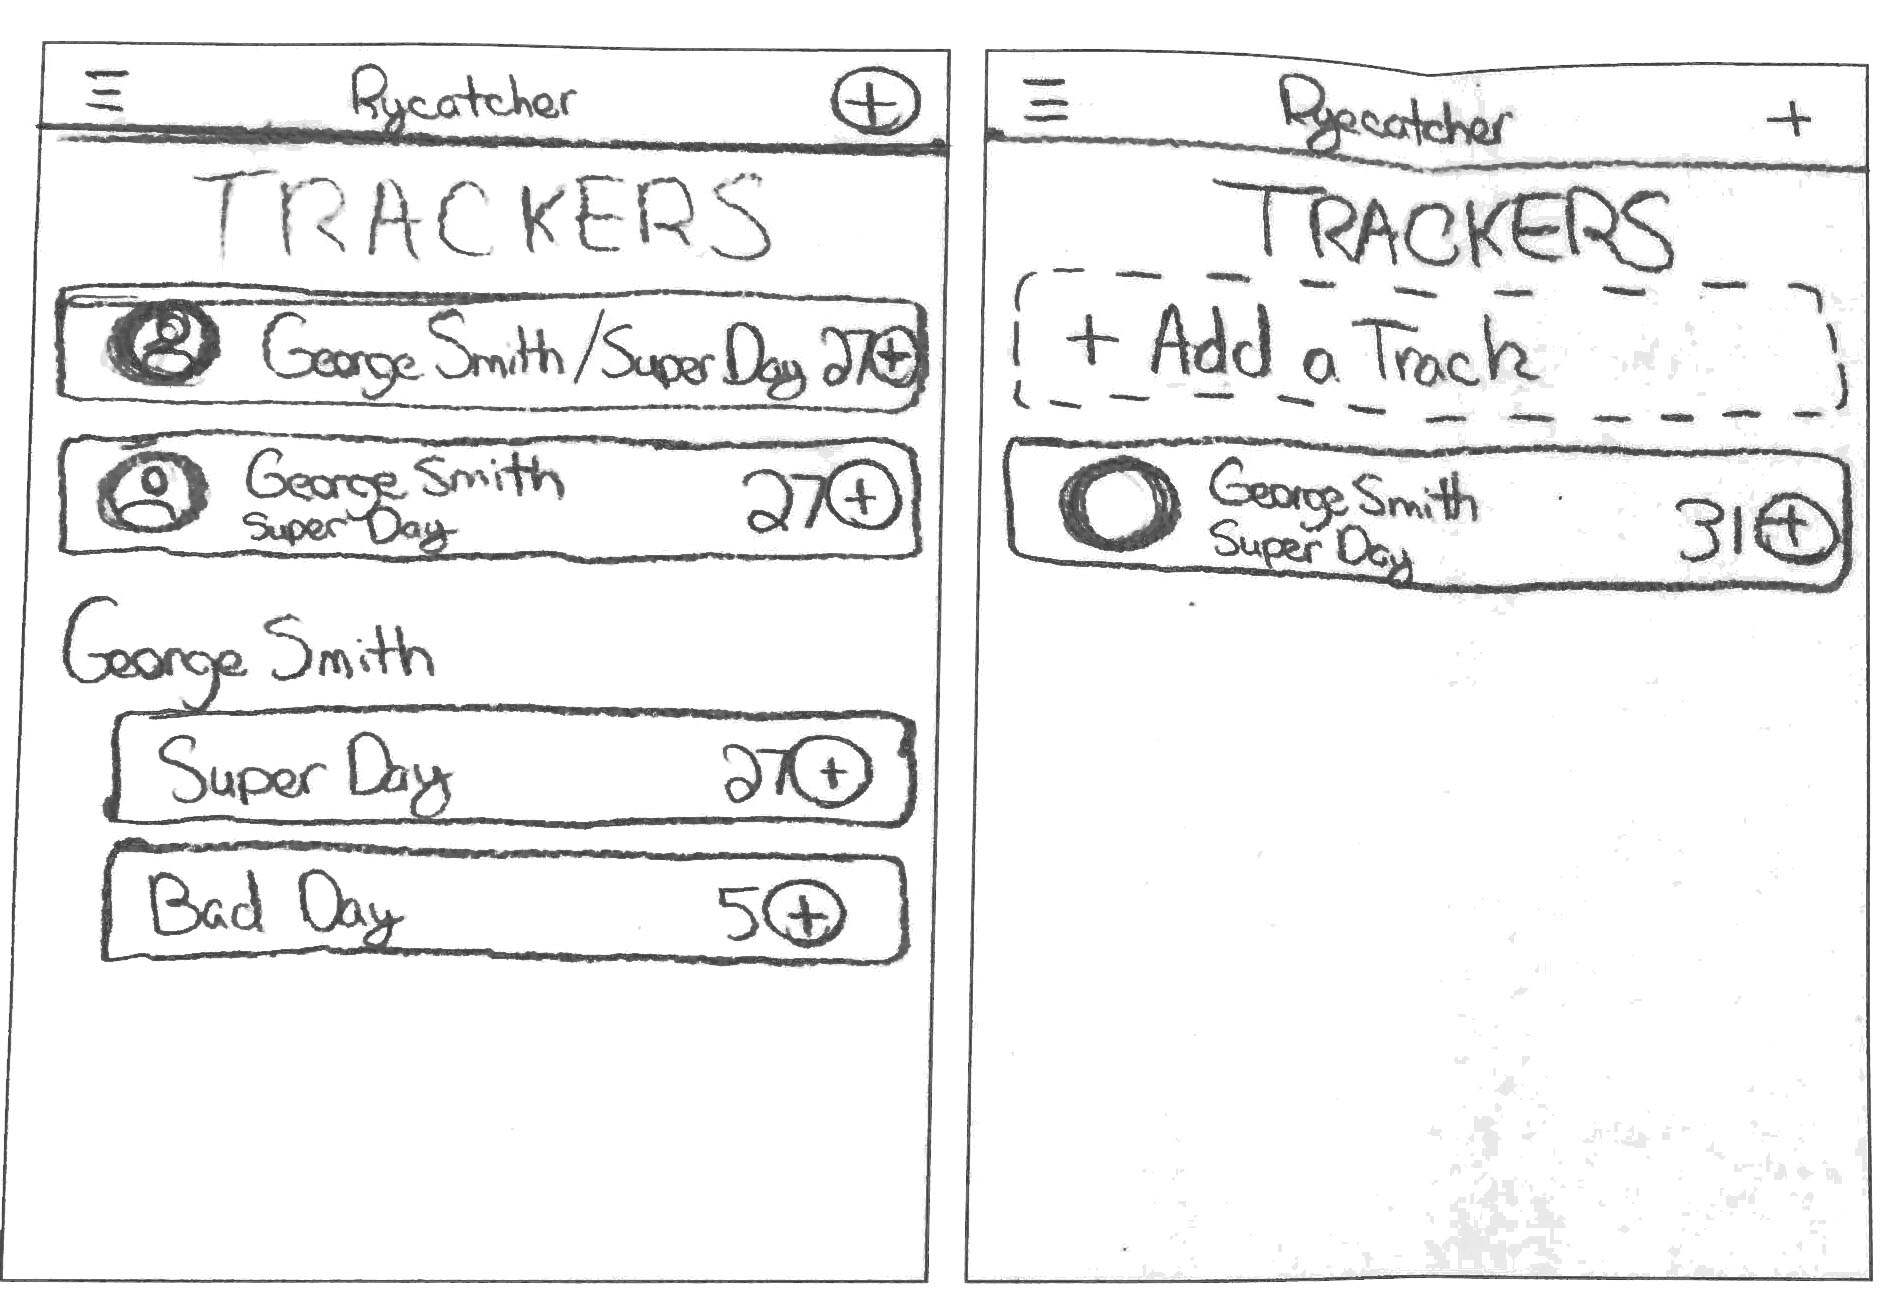 Rycatcher +
TRACKERS
George Smith / Super Day 27 +
George Smith
Super Day
27 +
George Smith
Super Day 27 +
Bad Day 5 +
Ryecatcher +
TRACKERS
+ Add a Track
George Smith
Super Day
31 +